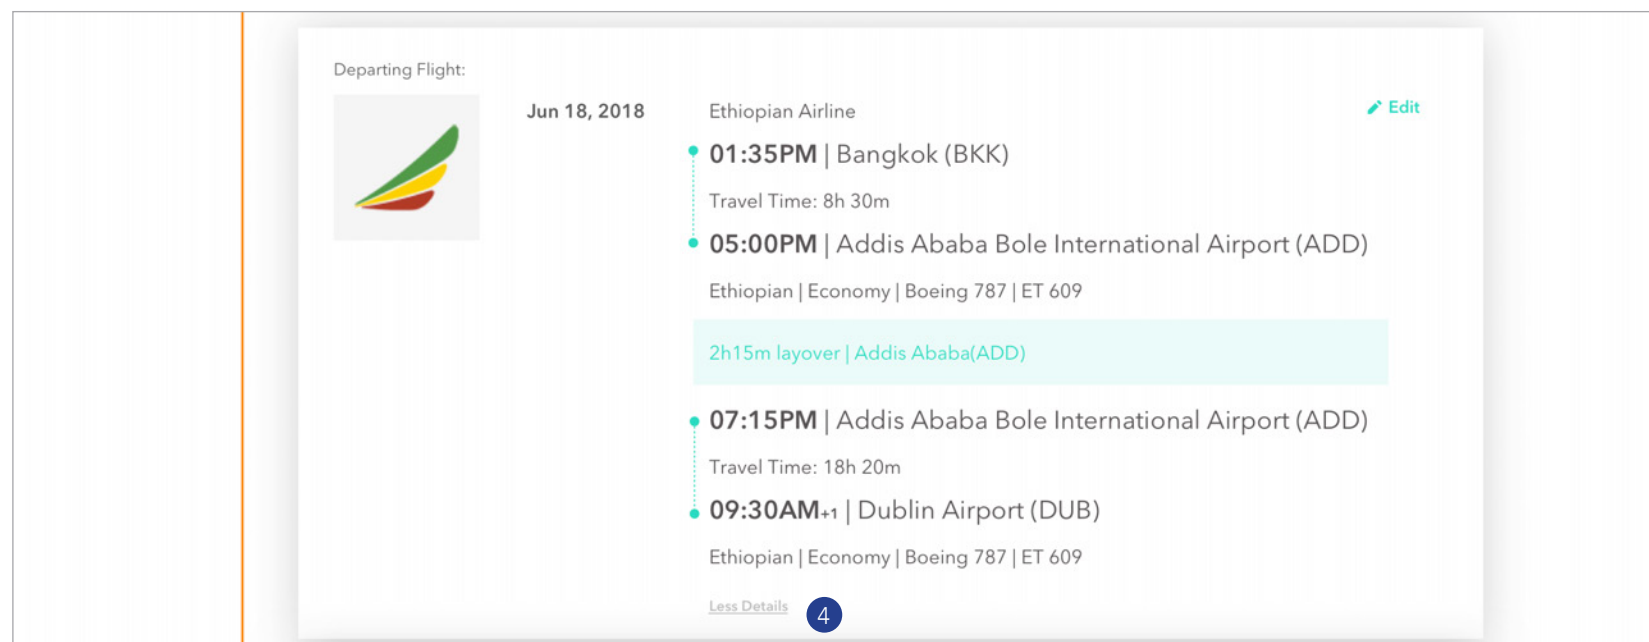 Departing Flight:
Jun 18, 2018
Ethiopian Airline
Edit
01:35PM | Bangkok (BKK)
Travel Time: 8h 30m
05:00PM | Addis Ababa Bole International Airport (ADD)
Ethiopian | Economy | Boeing 787 | ET 609
2h15m layover | Addis Ababa(ADD)
07:15PM | Addis Ababa Bole International Airport (ADD)
Travel Time: 18h 20m
09:30AM+1 | Dublin Airport (DUB)
Ethiopian | Economy | Boeing 787 | ET 609
Less Details
4